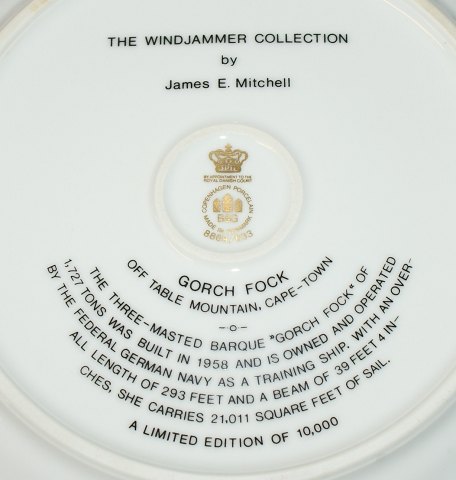 THE WINDJAMMER COLLECTION
by
James E. Mitchell
BY APPOINTMENT TO THE
ROYAL DANISH COURT
COPENHAGEN PORCELAIN
B&G
MADE IN DENMARK
GORCH FOCK
OFF TABLE MOUNTAIN, CAPE-TOWN
-o-
THE THREE-MASTED BARQUE "GORCH FOCK" OF
1,727 TONS WAS BUILT IN 1958 AND IS OWNED AND OPERATED
BY THE FEDERAL GERMAN NAVY AS A TRAINING SHIP. WITH AN OVER-
ALL LENGTH OF 293 FEET AND A BEAM OF 39 FEET 4 IN-
CHES, SHE CARRIES 21,011 SQUARE FEET OF SAIL.
A LIMITED EDITION OF 10,000